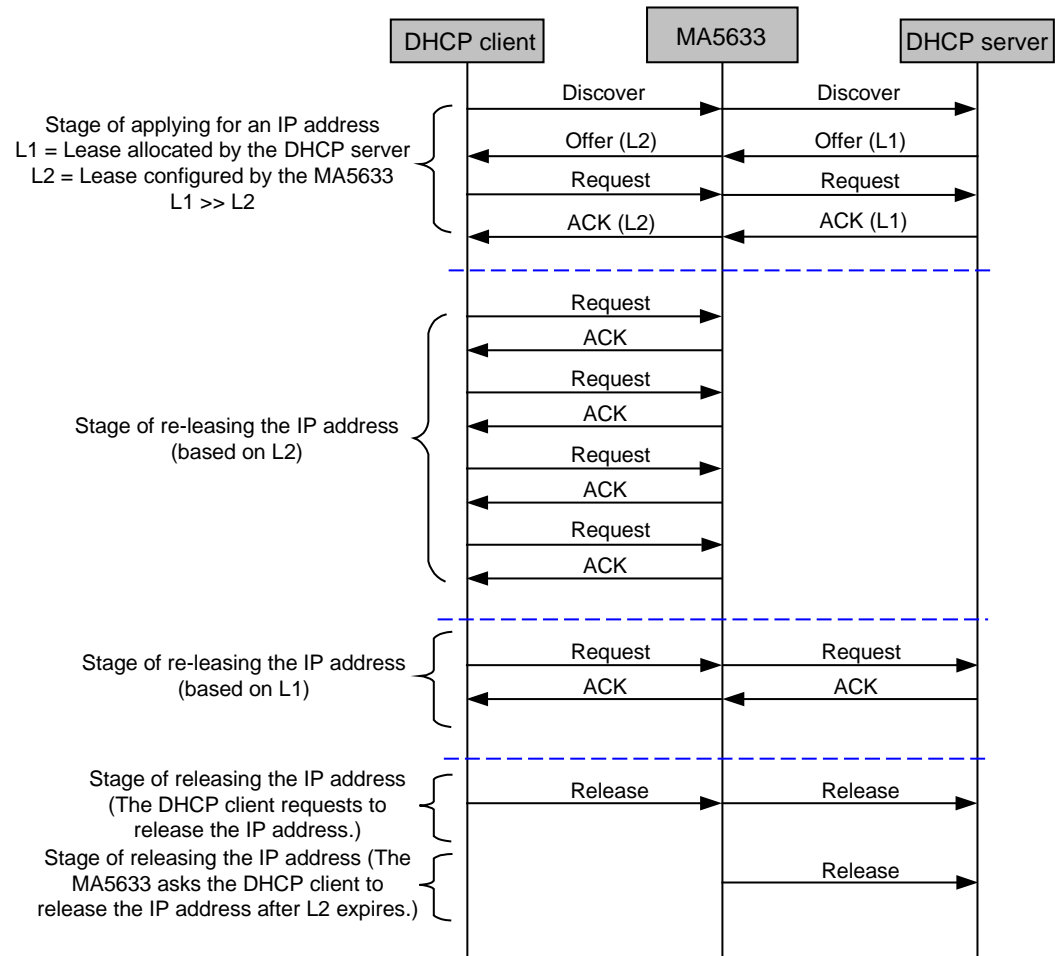 DHCP client
MA5633
DHCP server
Discover
Discover
Stage of applying for an IP address
L1 = Lease allocated by the DHCP server
L2 = Lease configured by the MA5633
L1 >> L2
Offer (L2)
Offer (L1)
Request
Request
ACK (L2)
ACK (L1)
Request
ACK
Request
ACK
Stage of re-leasing the IP address
(based on L2)
Request
ACK
Request
ACK
Stage of re-leasing the IP address
(based on L1)
Request
Request
ACK
ACK
Stage of releasing the IP address
(The DHCP client requests to
release the IP address.)
Release
Release
Stage of releasing the IP address (The
MA5633 asks the DHCP client to
release the IP address after L2 expires.)
Release